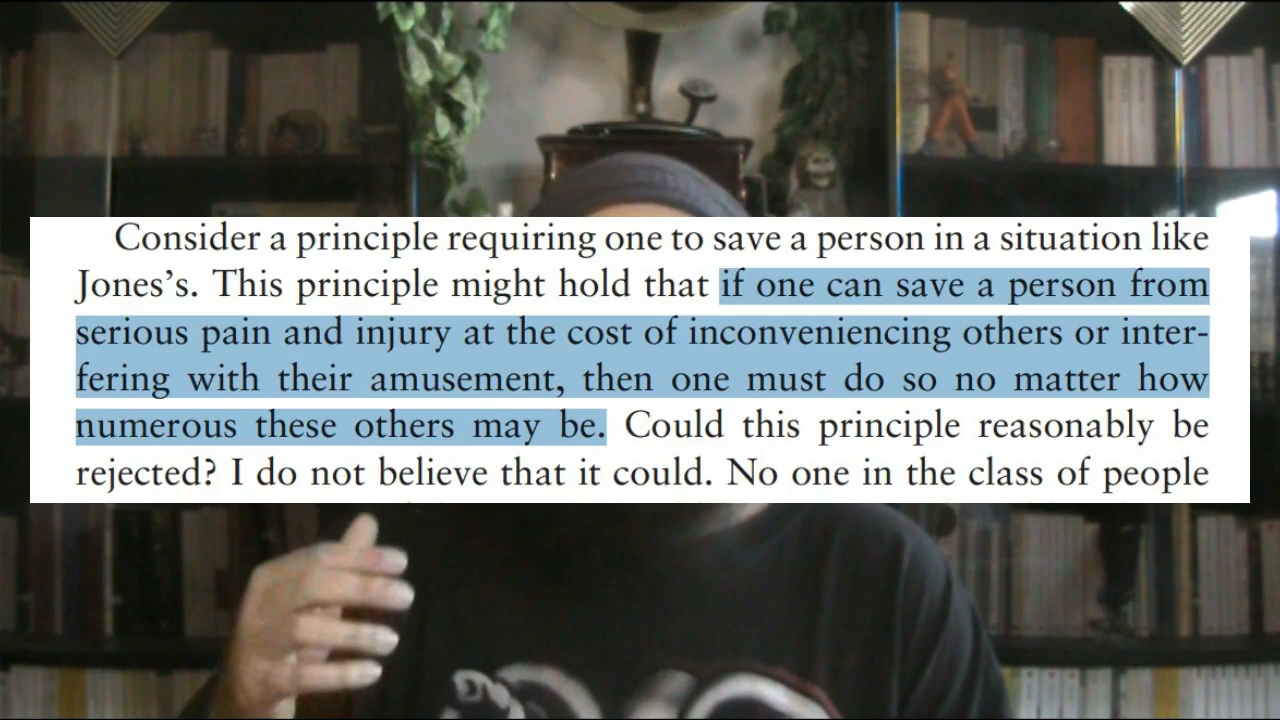 Consider a principle requiring one to save a person in a situation like
Jones’s. This principle might hold that if one can save a person from
serious pain and injury at the cost of inconveniencing others or inter-
fering with their amusement, then one must do so no matter how
numerous these others may be. Could this principle reasonably be
rejected? I do not believe that it could. No one in the class of people